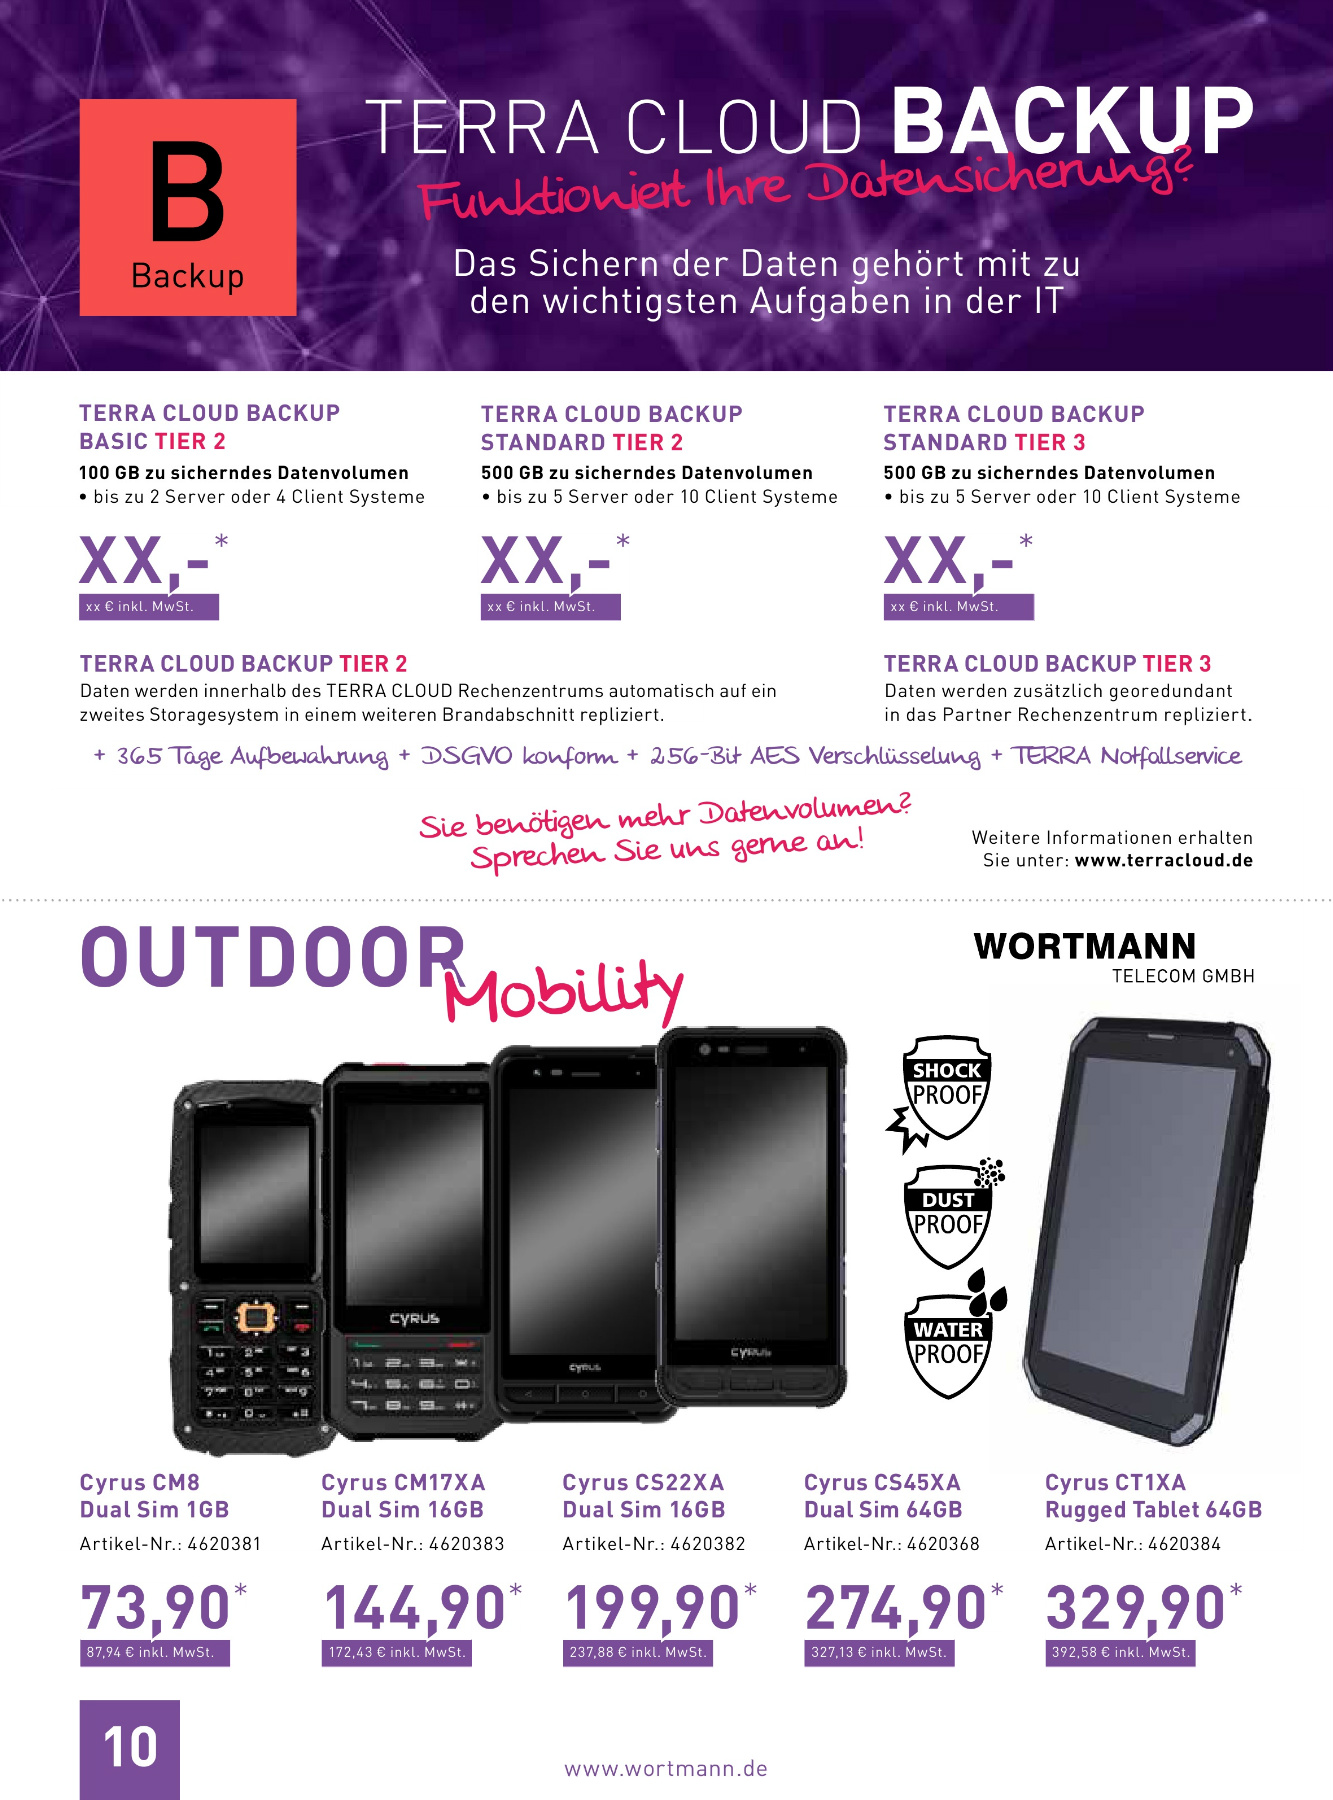 TERRA CLOUD BACKUP
Funktioniert Ihre Datensicherung?
B
Backup
Das Sichern der Daten gehört mit zu
den wichtigsten Aufgaben in der IT
TERRA CLOUD BACKUP
BASIC TIER 2
100 GB zu sicherndes Datenvolumen
• bis zu 2 Server oder 4 Client Systeme
XX,-*
xx € inkl. MwSt.
TERRA CLOUD BACKUP
STANDARD TIER 2
500 GB zu sicherndes Datenvolumen
• bis zu 5 Server oder 10 Client Systeme
XX,-*
xx € inkl. MwSt.
TERRA CLOUD BACKUP
STANDARD TIER 3
500 GB zu sicherndes Datenvolumen
• bis zu 5 Server oder 10 Client Systeme
XX,-*
xx € inkl. MwSt.
TERRA CLOUD BACKUP TIER 2
Daten werden innerhalb des TERRA CLOUD Rechenzentrums automatisch auf ein
zweites Storagesystem in einem weiteren Brandabschnitt repliziert.
TERRA CLOUD BACKUP TIER 3
Daten werden zusätzlich georedundant
in das Partner Rechenzentrum repliziert.
+ 365 Tage Aufbewahrung + DSGVO konform + 256-Bit AES Verschlüsselung + TERRA Notfallservice
Sie benötigen mehr Datenvolumen?
Sprechen Sie uns gerne an!
Weitere Informationen erhalten
Sie unter: www.terracloud.de
OUTDOOR
Mobility
WORTMANN
TELECOM GMBH
CYRUS
CYRUS
CYRUS
SHOCK
PROOF
DUST
PROOF
WATER
PROOF
Cyrus CM8
Dual Sim 1GB
Artikel-Nr.: 4620381
73,90*
87,94 € inkl. MwSt.
Cyrus CM17XA
Dual Sim 16GB
Artikel-Nr.: 4620383
144,90*
172,43 € inkl. MwSt.
Cyrus CS22XA
Dual Sim 16GB
Artikel-Nr.: 4620382
199,90*
237,88 € inkl. MwSt.
Cyrus CS45XA
Dual Sim 64GB
Artikel-Nr.: 4620368
274,90*
327,13 € inkl. MwSt.
Cyrus CT1XA
Rugged Tablet 64GB
Artikel-Nr.: 4620384
329,90*
392,58 € inkl. MwSt.
10
www.wortmann.de